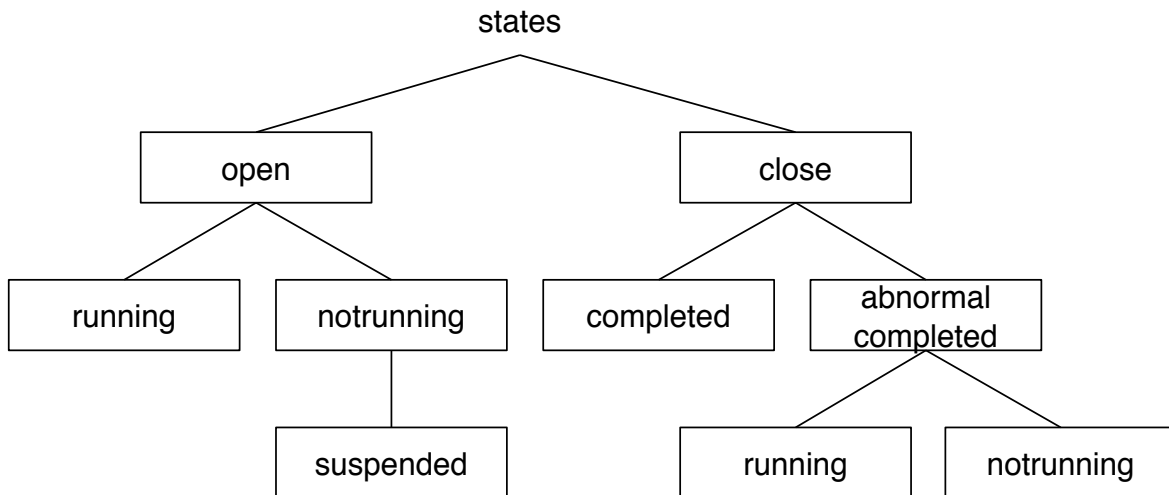 states
open
close
running
notrunning
completed
abnormal
completed
suspended
running
notrunning